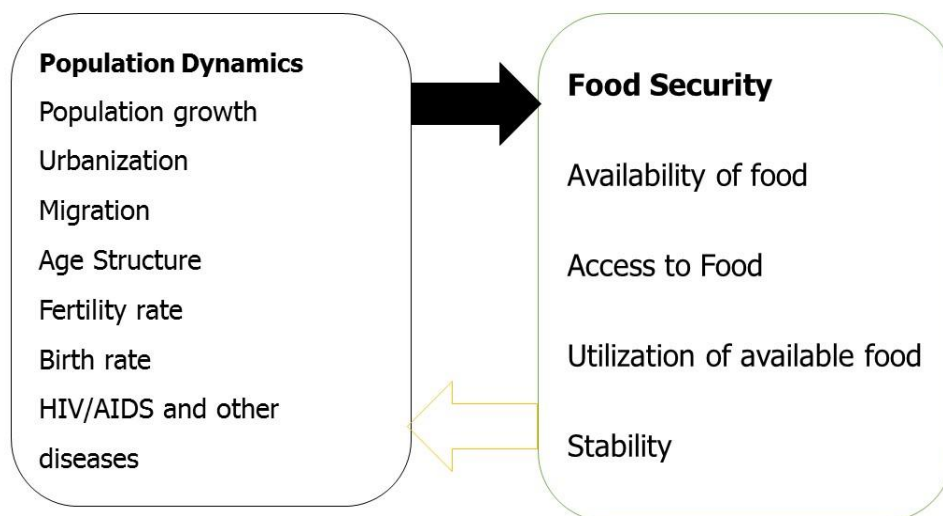 Population Dynamics
Population growth
Urbanization
Migration
Age Structure
Fertility rate
Birth rate
HIV/AIDS and other
diseases
Food Security
Availability of food
Access to Food
Utilization of available food
Stability